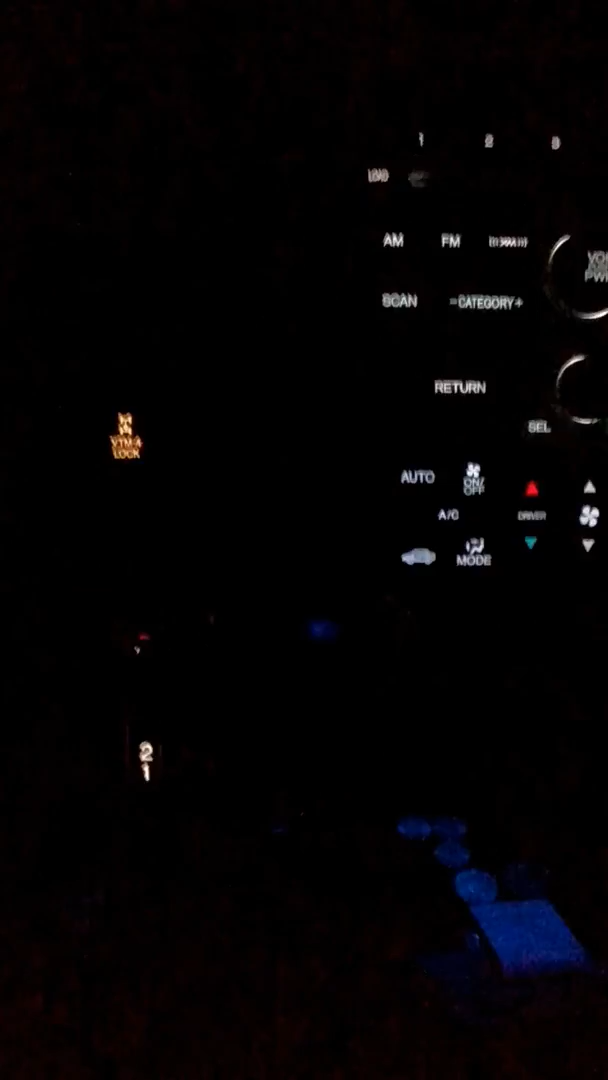 1 2 3
AM FM
SCAN -CATEGORY+
RETURN
SEL
VTM-4
LOCK
AUTO ON/
OFF
A/C DRIVER
MODE
2
1